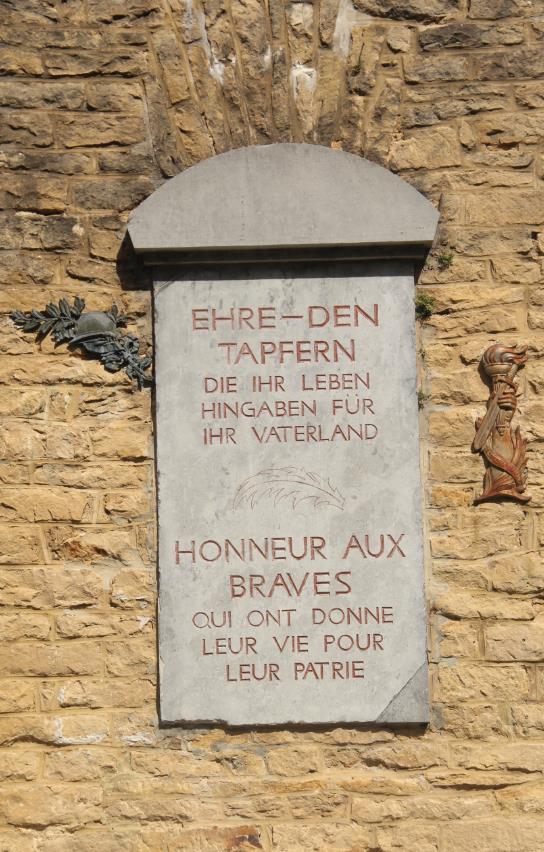 EHRE—DEN
TAPFERN
DIE IHR LEBEN
HINGABEN FÜR
IHR VATERLAND
HONNEUR AUX
BRAVES
QUI ONT DONNE
LEUR VIE POUR
LEUR PATRIE